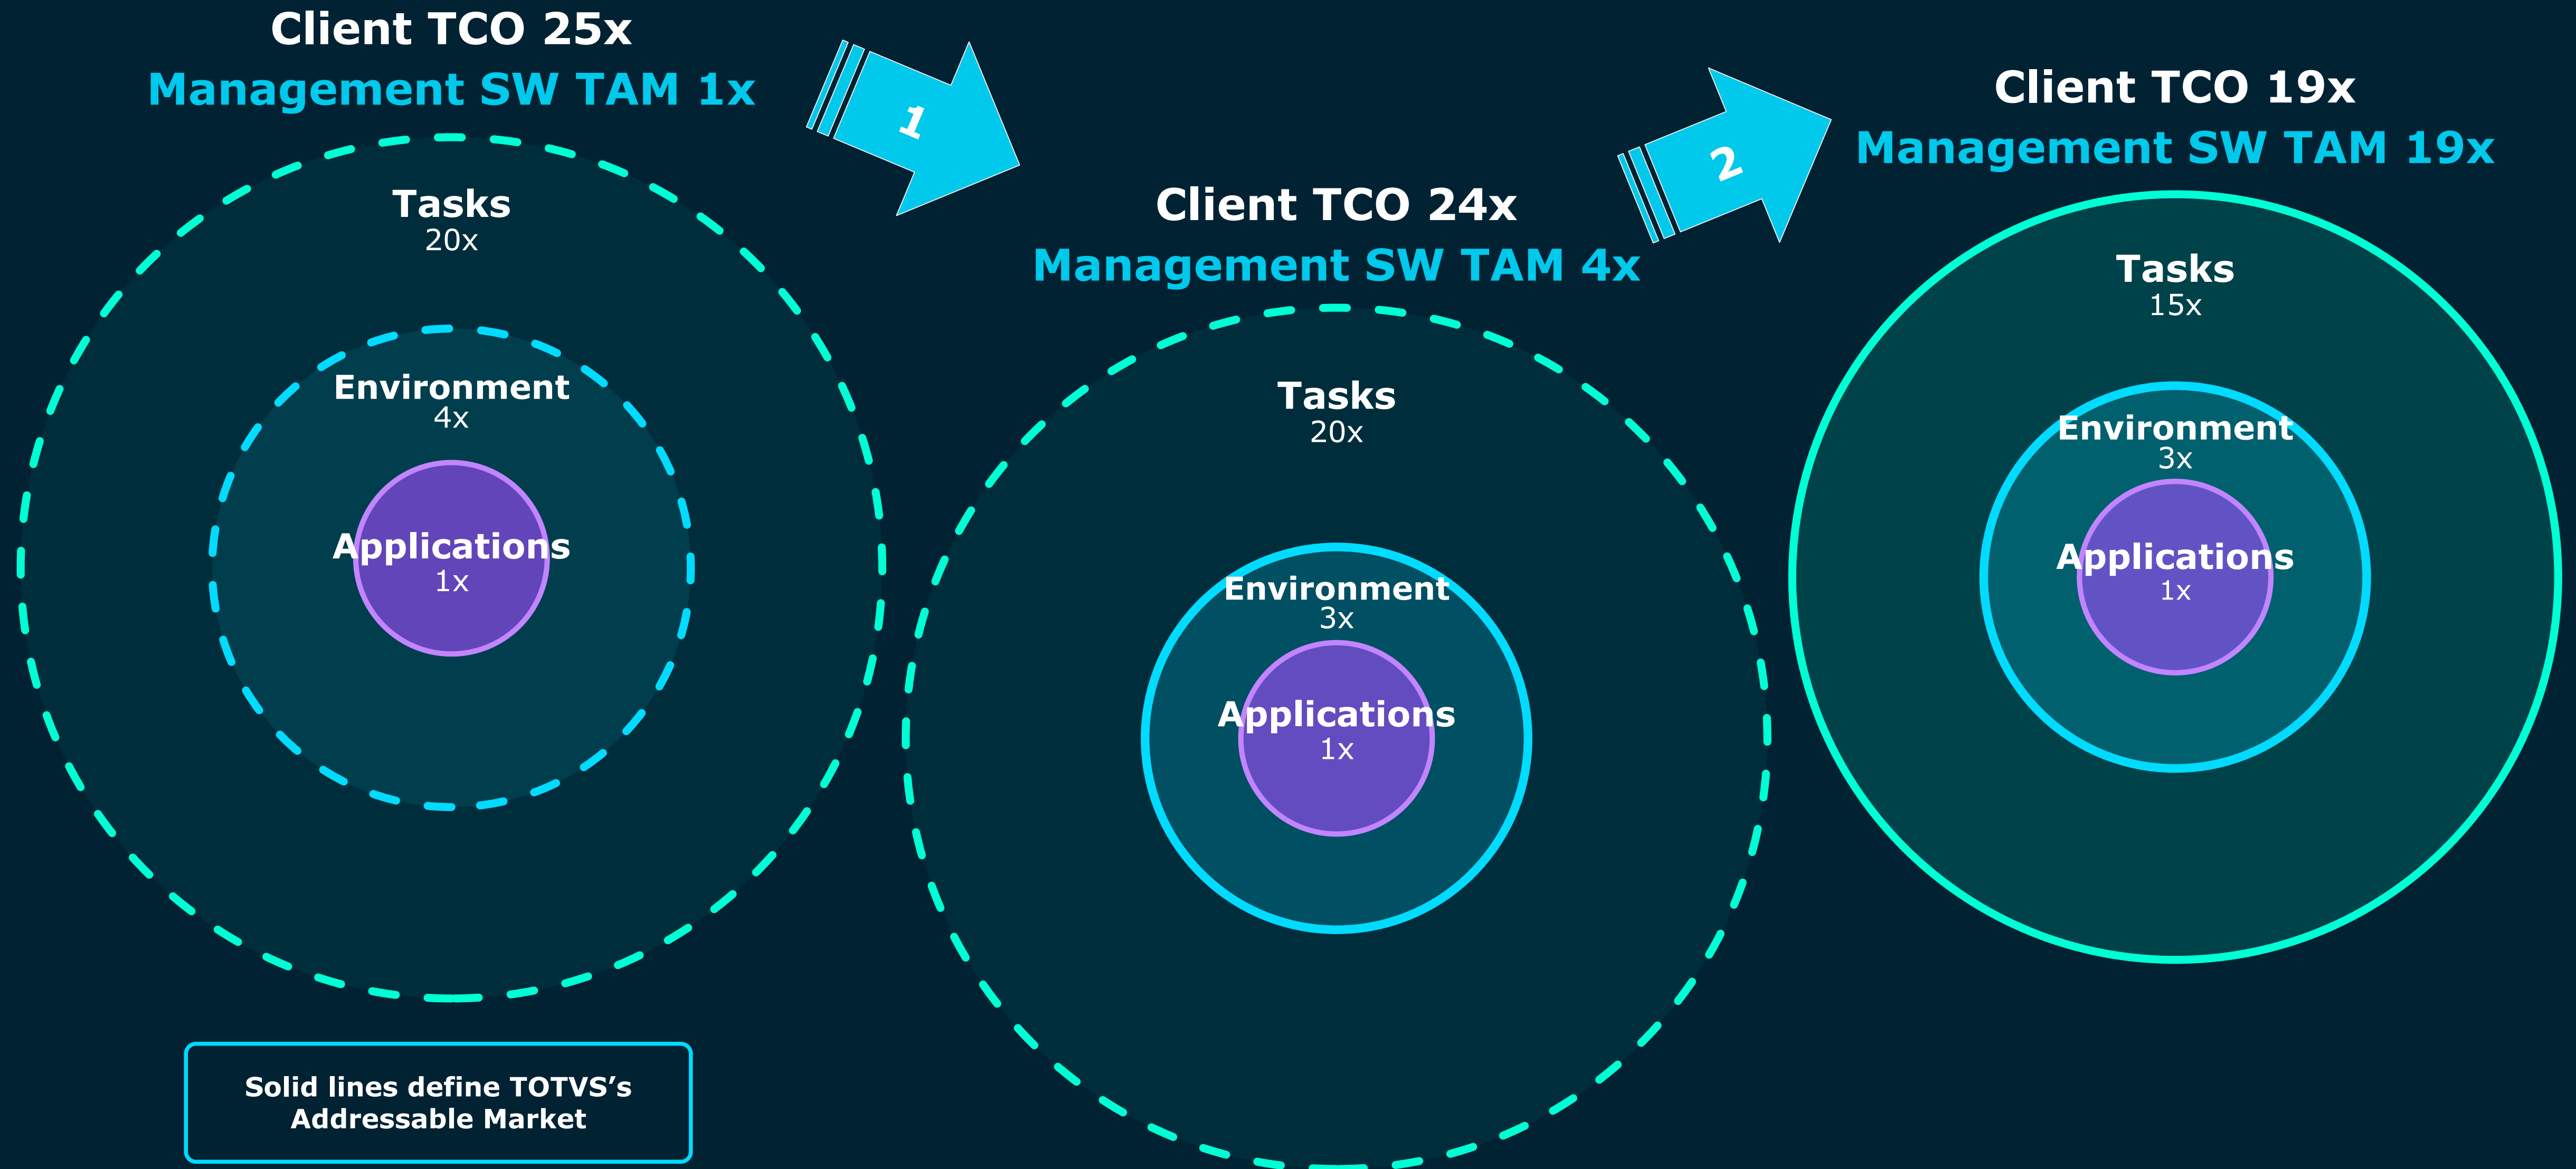 Client TCO 25x
Management SW TAM 1x
Tasks
20x
Environment
4x
Applications
1x
Solid lines define TOTVS’s
Addressable Market
1
Client TCO 24x
Management SW TAM 4x
Tasks
20x
Environment
3x
Applications
1x
2
Client TCO 19x
Management SW TAM 19x
Tasks
15x
Environment
3x
Applications
1x